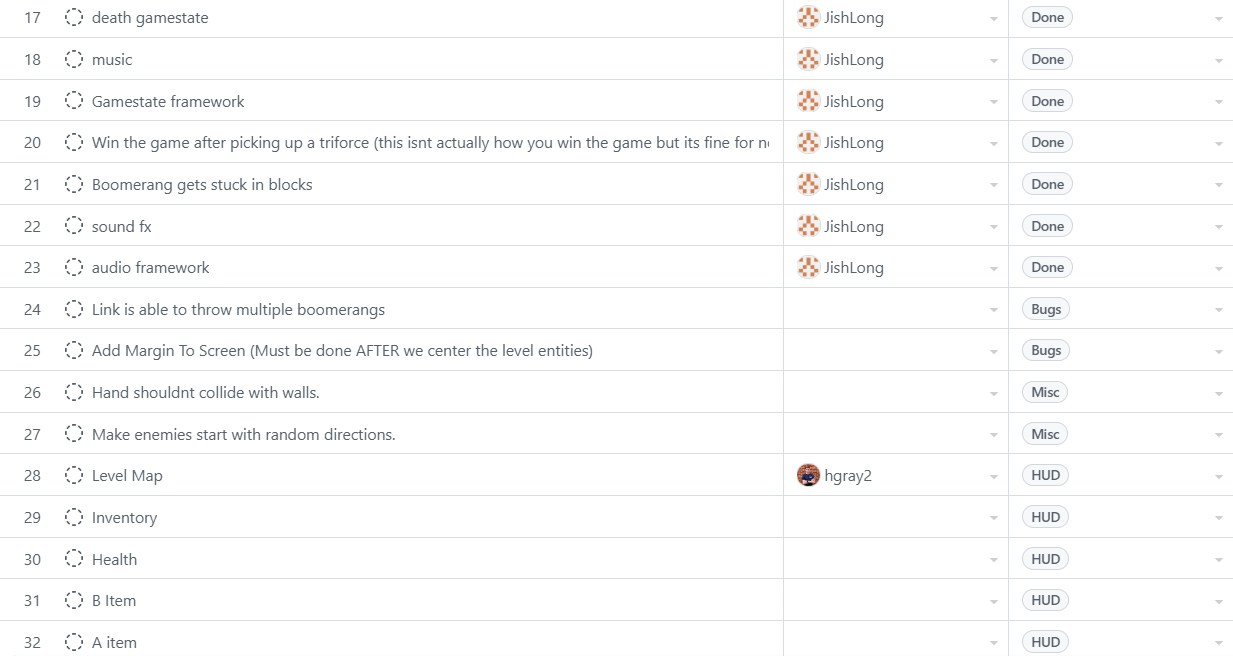 17 death gamestate JishLong Done
18 music JishLong Done
19 Gamestate framework JishLong Done
20 Win the game after picking up a triforce (this isnt actually how you win the game but its fine for JishLong Done
21 Boomerang gets stuck in blocks JishLong Done
22 sound fx JishLong Done
23 audio framework JishLong Done
24 Link is able to throw multiple boomerangs Bugs
25 Add Margin To Screen (Must be done AFTER we center the level entities) Bugs
26 Hand shouldnt collide with walls. Misc
27 Make enemies start with random directions. Misc
28 Level Map hgray2 HUD
29 Inventory HUD
30 Health HUD
31 B Item HUD
32 A item HUD